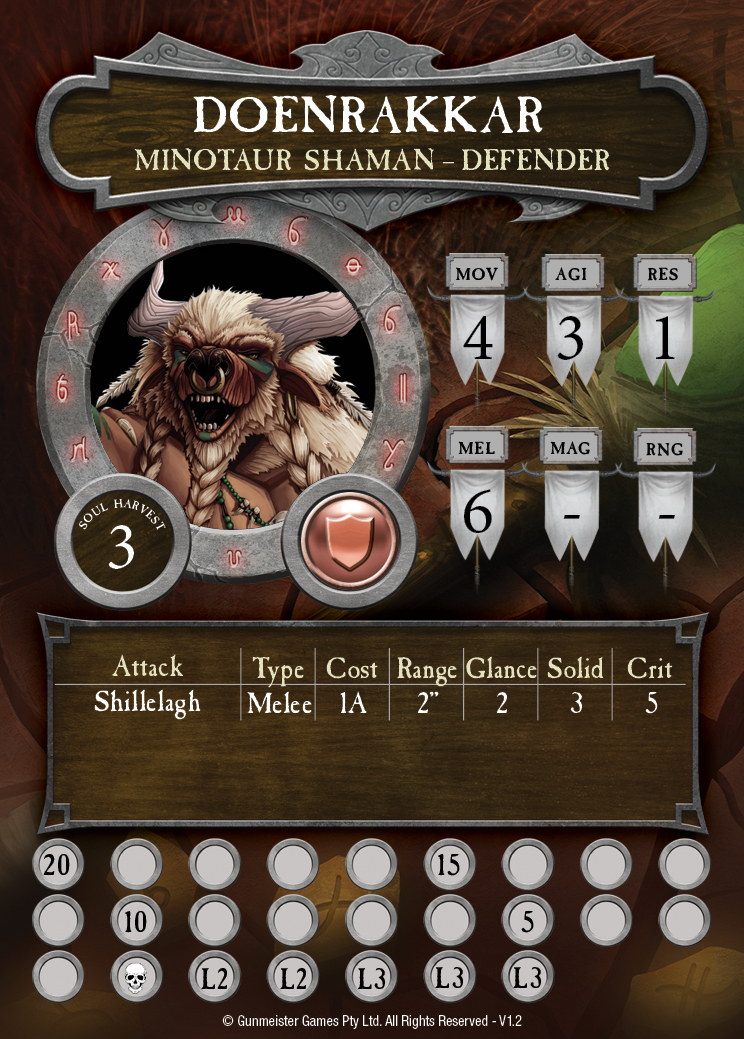 DOENRAKKAR
MINOTAUR SHAMAN – DEFENDER
MOV AGI RES
4 3 1
MEL MAG RNG
6 - -
SOUL HARVEST
3
Attack Type Cost Range Glance Solid Crit
Shillelagh Melee 1A 2” 2 3 5
20 15
10 5
L2 L2 L3 L3 L3
© Gunmeister Games Pty Ltd. All Rights Reserved - V1.2